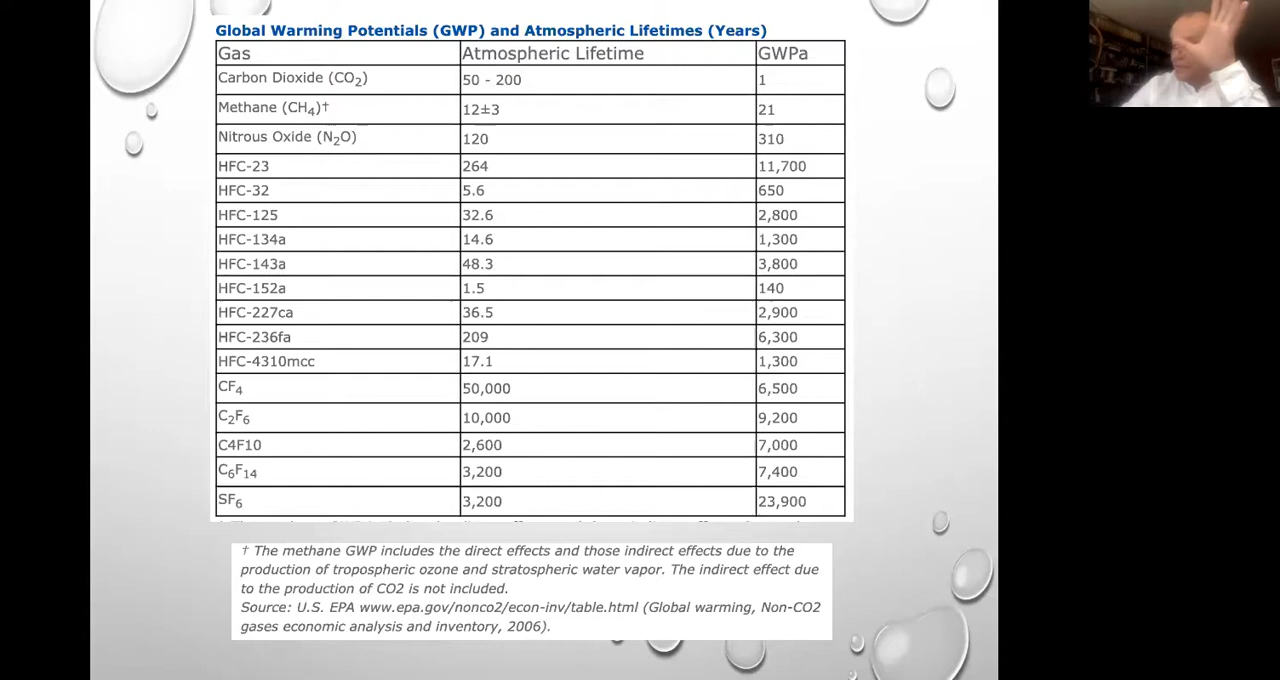 Global Warming Potentials (GWP) and Atmospheric Lifetimes (Years)
Gas Atmospheric Lifetime GWPa
Carbon Dioxide (CO2) 50 - 200 1
Methane (CH4)† 12±3 21
Nitrous Oxide (N2O) 120 310
HFC-23 264 11,700
HFC-32 5.6 650
HFC-125 32.6 2,800
HFC-134a 14.6 1,300
HFC-143a 48.3 3,800
HFC-152a 1.5 140
HFC-227ca 36.5 2,900
HFC-236fa 209 6,300
HFC-4310mcc 17.1 1,300
CF4 50,000 6,500
C2F6 10,000 9,200
C4F10 2,600 7,000
C6F14 3,200 7,400
SF6 3,200 23,900
† The methane GWP includes the direct effects and those indirect effects due to the
production of tropospheric ozone and stratospheric water vapor. The indirect effect due
to the production of CO2 is not included.
Source: U.S. EPA www.epa.gov/nonco2/econ-inv/table.html (Global warming, Non-CO2
gases economic analysis and inventory, 2006).